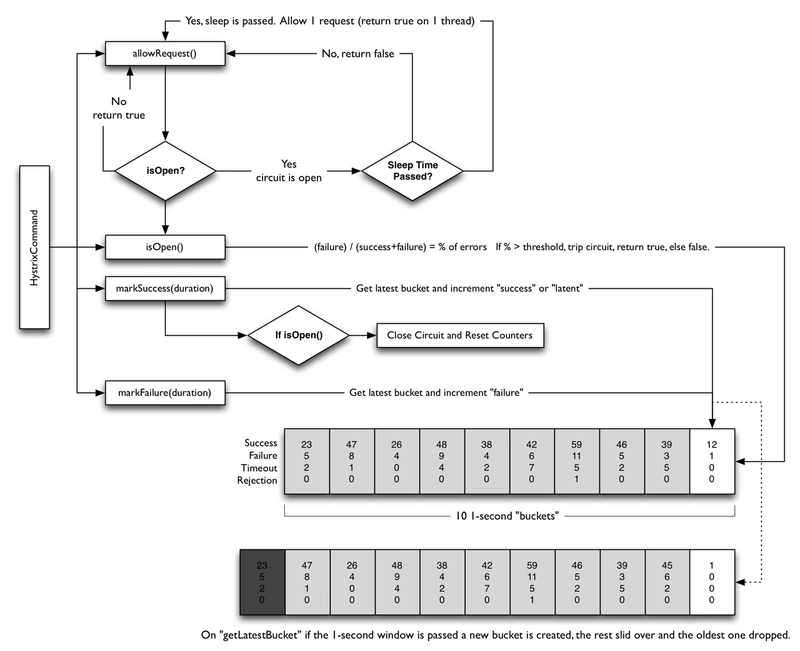 Yes, sleep is passed. Allow 1 request (return true on 1 thread)
allowRequest()
No, return false
No
return true
isOpen?
Yes
circuit is open
Sleep Time
Passed?
HystrixCommand
isOpen()
(failure) / (success+failure) = % of errors If % > threshold, trip circuit, return true, else false.
markSuccess(duration)
Get latest bucket and increment "success" or "latent"
If isOpen()
Close Circuit and Reset Counters
markFailure(duration)
Get latest bucket and increment "failure"
Success 23 47 26 48 38 42 59 46 39 12
Failure 5 8 4 9 4 6 11 5 3 1
Timeout 2 1 0 4 2 7 5 2 5 0
Rejection 0 0 0 0 0 0 1 0 0 0
10 1-second "buckets"
23 47 26 48 38 42 59 46 39 45 1
5 8 4 9 4 6 11 5 3 6 0
2 1 0 4 2 7 5 2 5 2 0
0 0 0 0 0 0 1 0 0 0 0
On "getLatestBucket" if the 1-second window is passed a new bucket is created, the rest slid over and the oldest one dropped.